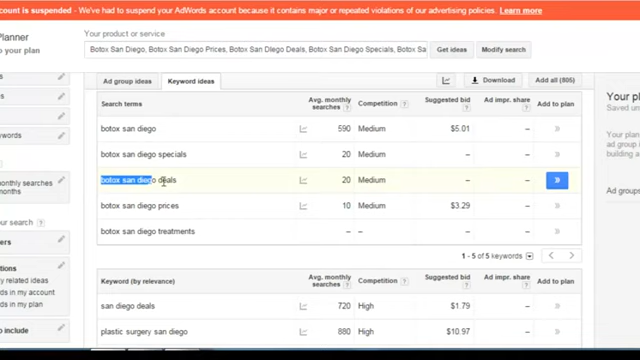 count is suspended - We've had to suspend your AdWords account because it contains major or repeated violations of our advertising policies. Learn more
Planner
o your plan
Your product or service
Botox San Diego, Botox San Diego Prices, Botox San Diego Deals, Botox San Diego Specials, Botox Sa
Get ideas
Modify search
Ad group ideas
Keyword ideas
Download
Add all (805)
Search terms
Avg. monthly searches ?
Competition ?
Suggested bid ?
Ad impr. share ?
Add to plan
botox san diego 590 Medium $5.01 – »
botox san diego specials 20 Medium – – »
botox san diego deals 20 Medium – – »
botox san diego prices 10 Medium $3.29 – »
botox san diego treatments – – – – »
1 - 5 of 5 keywords
Keyword (by relevance)
Avg. monthly searches ?
Competition ?
Suggested bid ?
Ad impr. share ?
Add to plan
san diego deals 720 High $1.79 – »
plastic surgery san diego 880 High $10.97 – »
s
ywords
monthly searches
months
ur search ?
ers
tions
y related ideas
ds in my account
ds in my plan
o include
Your pl
Saved un
Your plan
ad group i
building a
Ad groups